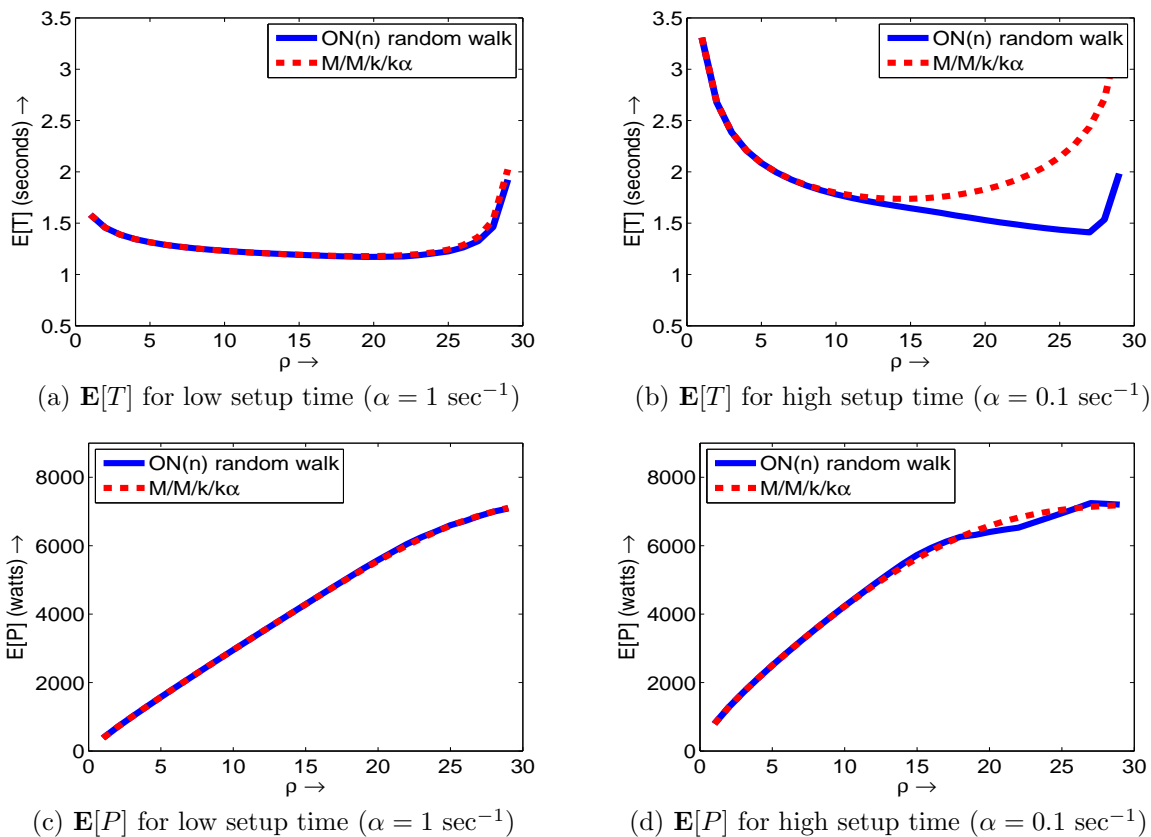 3.5
3
2.5
2
1.5
1
0.5
E[T] (seconds) →
ON(n) random walk
M/M/k/kα
0 5 10 15 20 25 30
ρ →
(a) E[T] for low setup time (α = 1 sec⁻¹)
3.5
3
2.5
2
1.5
1
0.5
E[T] (seconds) →
ON(n) random walk
M/M/k/kα
0 5 10 15 20 25 30
ρ →
(b) E[T] for high setup time (α = 0.1 sec⁻¹)
8000
6000
4000
2000
0
E[P] (watts) →
ON(n) random walk
M/M/k/kα
0 5 10 15 20 25 30
ρ →
(c) E[P] for low setup time (α = 1 sec⁻¹)
8000
6000
4000
2000
0
E[P] (watts) →
ON(n) random walk
M/M/k/kα
0 5 10 15 20 25 30
ρ →
(d) E[P] for high setup time (α = 0.1 sec⁻¹)